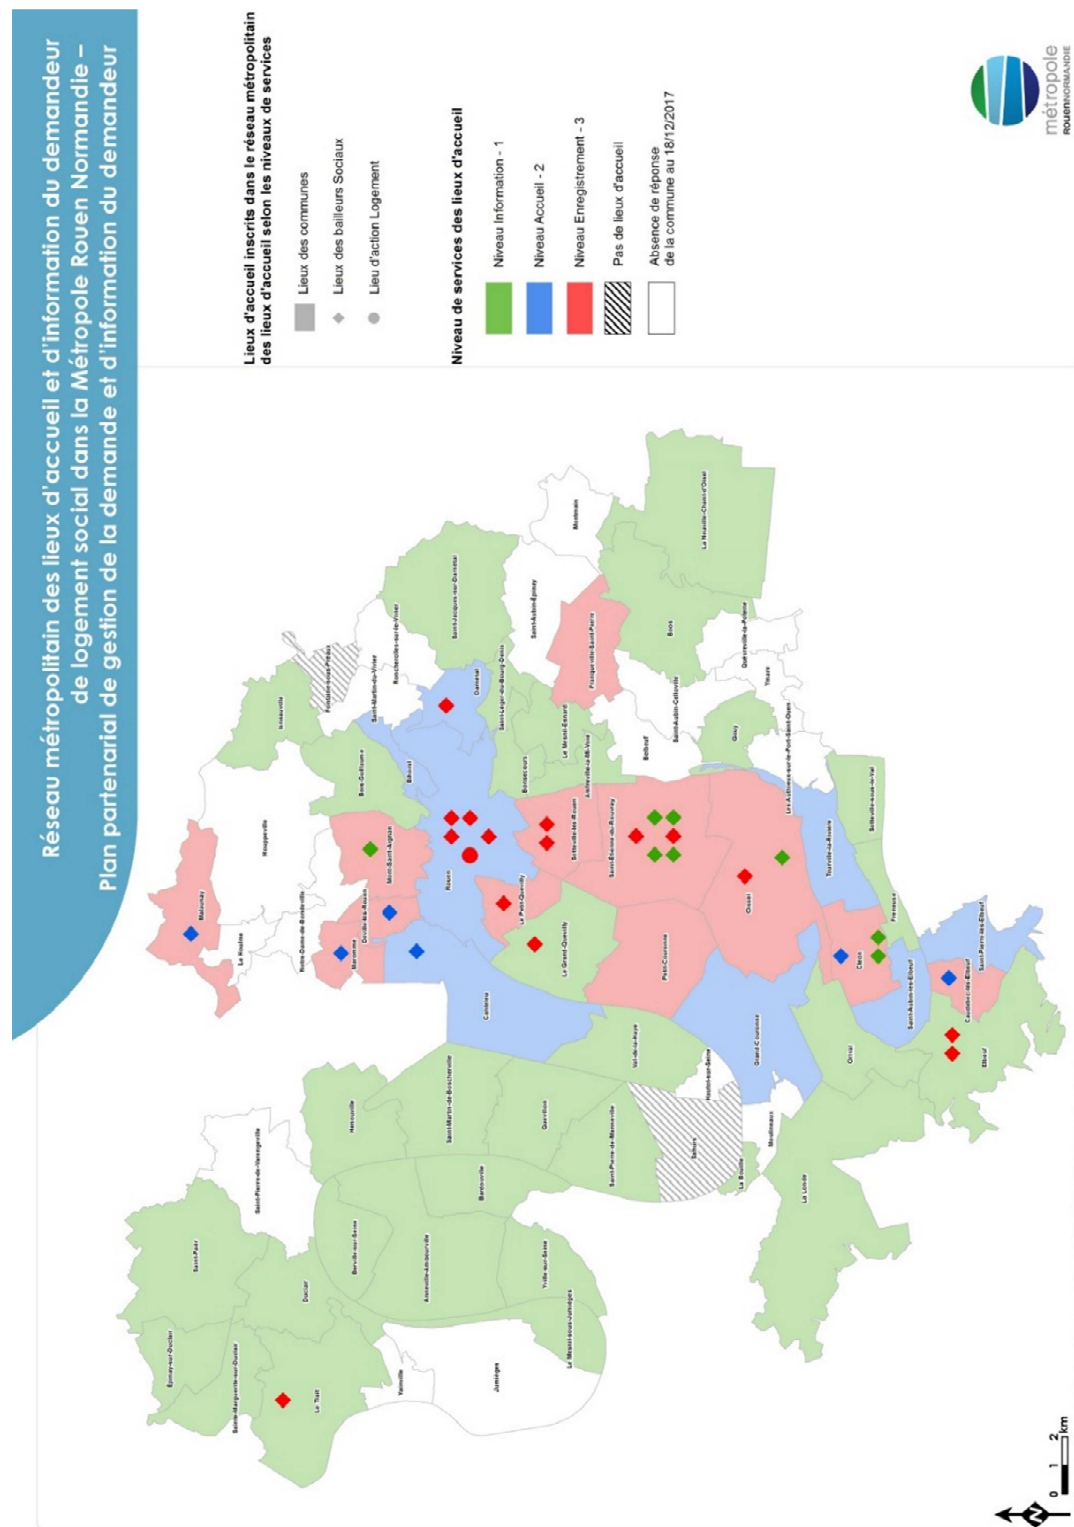 Réseau métropolitain des lieux d'accueil et d'information du demandeur
de logement social dans la Métropole Rouen Normandie –
Plan partenarial de gestion de la demande et d'information du demandeur
Lieux d'accueil inscrits dans le réseau métropolitain
des lieux d'accueil selon les niveaux de services
Lieux des communes
Lieux des bailleurs Sociaux
Lieu d'action Logement
Niveau de services des lieux d'accueil
Niveau Information - 1
Niveau Accueil - 2
Niveau Enregistrement - 3
Pas de lieux d'accueil
Absence de réponse
de la commune au 18/12/2017
métropole
ROUENNORMANDIE
Epinay-sur-Duclair
Saint-Paër
Sainte-Marguerite-sur-Duclair
Duclair
Le Trait
Saint-Pierre-de-Varengeville
Yainville
Jumièges
Berville-sur-Seine
Anneville-Ambourville
Yville-sur-Seine
Le Mesnil-sous-Jumièges
Bardouville
Hénouville
Saint-Martin-de-Boscherville
Quevillon
Saint-Pierre-de-Manneville
Sahurs
La Bouille
Val-de-la-Haye
Hautot-sur-Seine
Moulineaux
La Londe
Malaunay
Le Houlme
Houppeville
Notre-Dame-de-Bondeville
Maromme
Déville-lès-Rouen
Mont-Saint-Aignan
Bois-Guillaume
Isneauville
Fontaine-sous-Préaux
Saint-Martin-du-Vivier
Roncherolles-sur-le-Vivier
Bihorel
Rouen
Canteleu
Darnétal
Saint-Jacques-sur-Darnétal
Saint-Léger-du-Bourg-Denis
Saint-Aubin-Epinay
Montmain
Bonsecours
Le Mesnil-Esnard
Amfreville-la-Mi-Voie
Franqueville-Saint-Pierre
Belbeuf
Saint-Aubin-Celloville
Boos
La Neuville-Chant-d'Oisel
Quévreville-la-Poterie
Ymare
Gouy
Les Authieux-sur-le-Port-Saint-Ouen
Le Petit-Quevilly
Le Grand-Quevilly
Sotteville-lès-Rouen
Saint-Etienne-du-Rouvray
Petit-Couronne
Grand-Couronne
Oissel
Tourville-la-Rivière
Sotteville-sous-le-Val
Freneuse
Cléon
Saint-Aubin-lès-Elbeuf
Saint-Pierre-lès-Elbeuf
Caudebec-lès-Elbeuf
Elbeuf
Orival
N
0 1 2
km